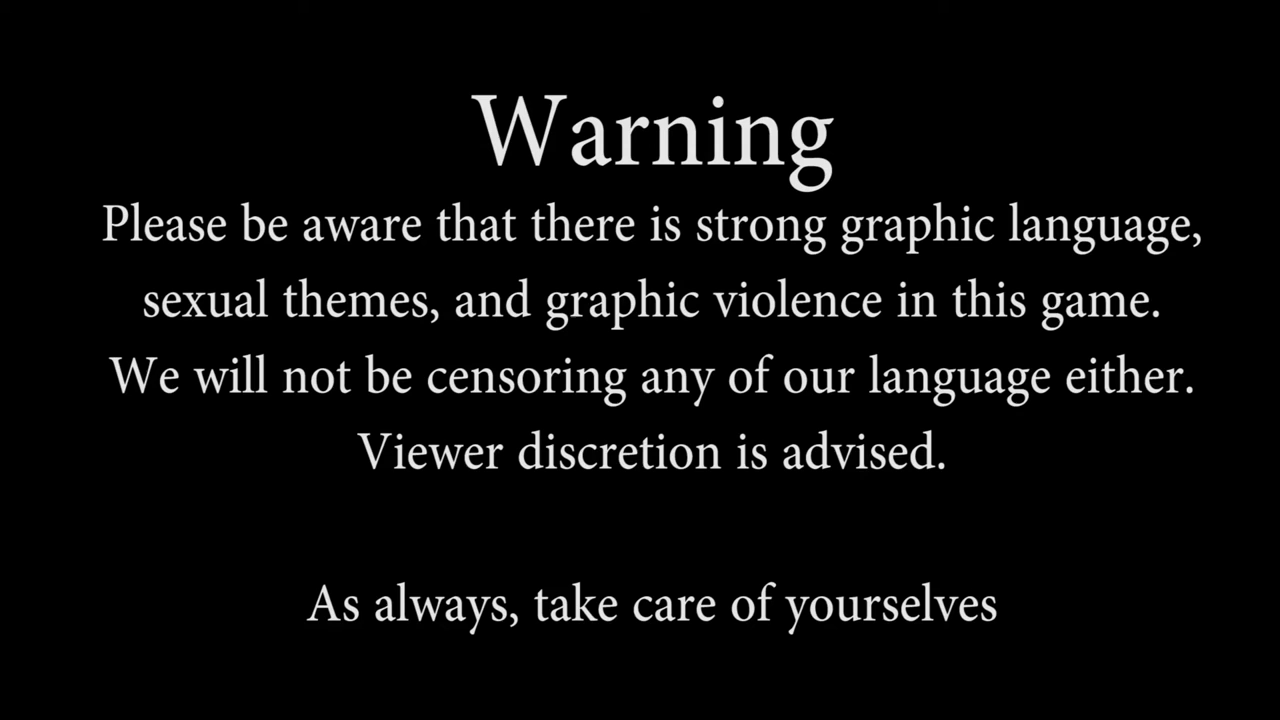 Warning
Please be aware that there is strong graphic language,
sexual themes, and graphic violence in this game.
We will not be censoring any of our language either.
Viewer discretion is advised.
As always, take care of yourselves